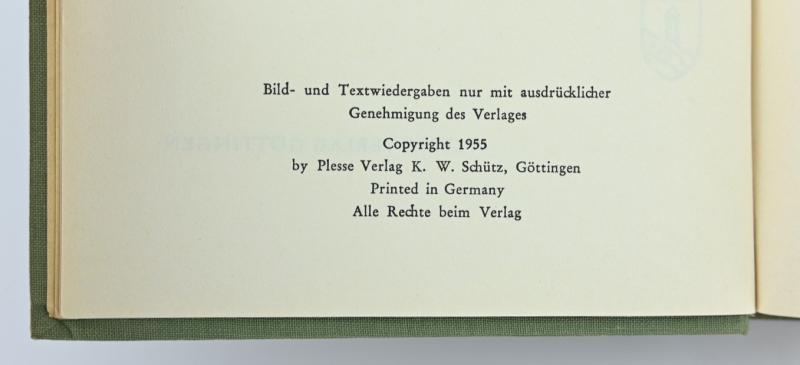 Bild- und Textwiedergaben nur mit ausdrücklicher
Genehmigung des Verlages
Copyright 1955
by Plesse Verlag K. W. Schütz, Göttingen
Printed in Germany
Alle Rechte beim Verlag